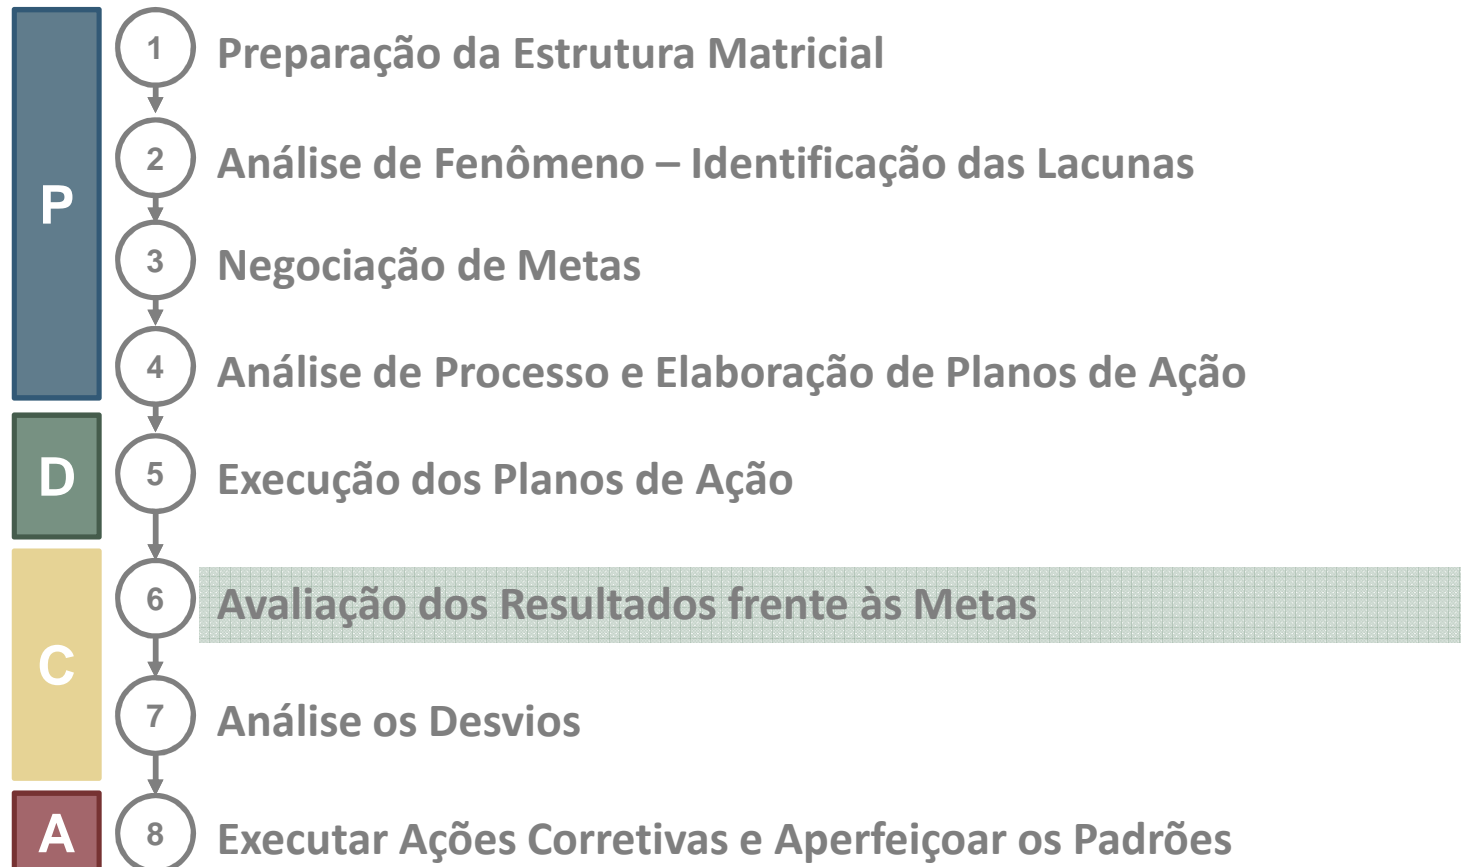 P
1 Preparação da Estrutura Matricial
2 Análise de Fenômeno – Identificação das Lacunas
3 Negociação de Metas
4 Análise de Processo e Elaboração de Planos de Ação
D
5 Execução dos Planos de Ação
C
6 Avaliação dos Resultados frente às Metas
7 Análise os Desvios
A
8 Executar Ações Corretivas e Aperfeiçoar os Padrões